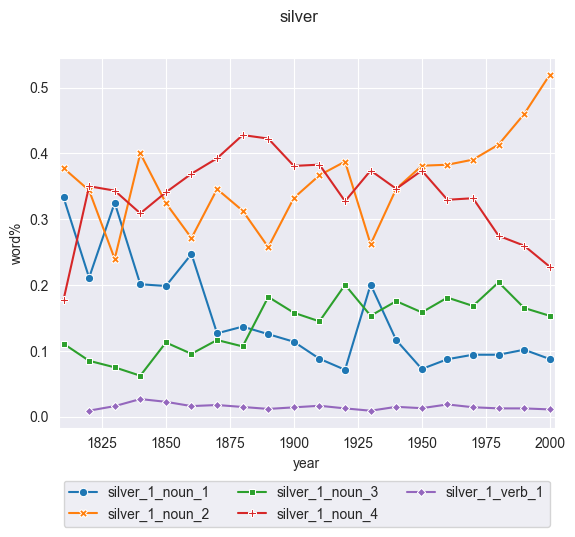 silver
0.5
0.4
0.3
0.2
0.1
0.0
word%
1825 1850 1875 1900 1925 1950 1975 2000
year
silver_1_noun_1 silver_1_noun_3 silver_1_verb_1
silver_1_noun_2 silver_1_noun_4